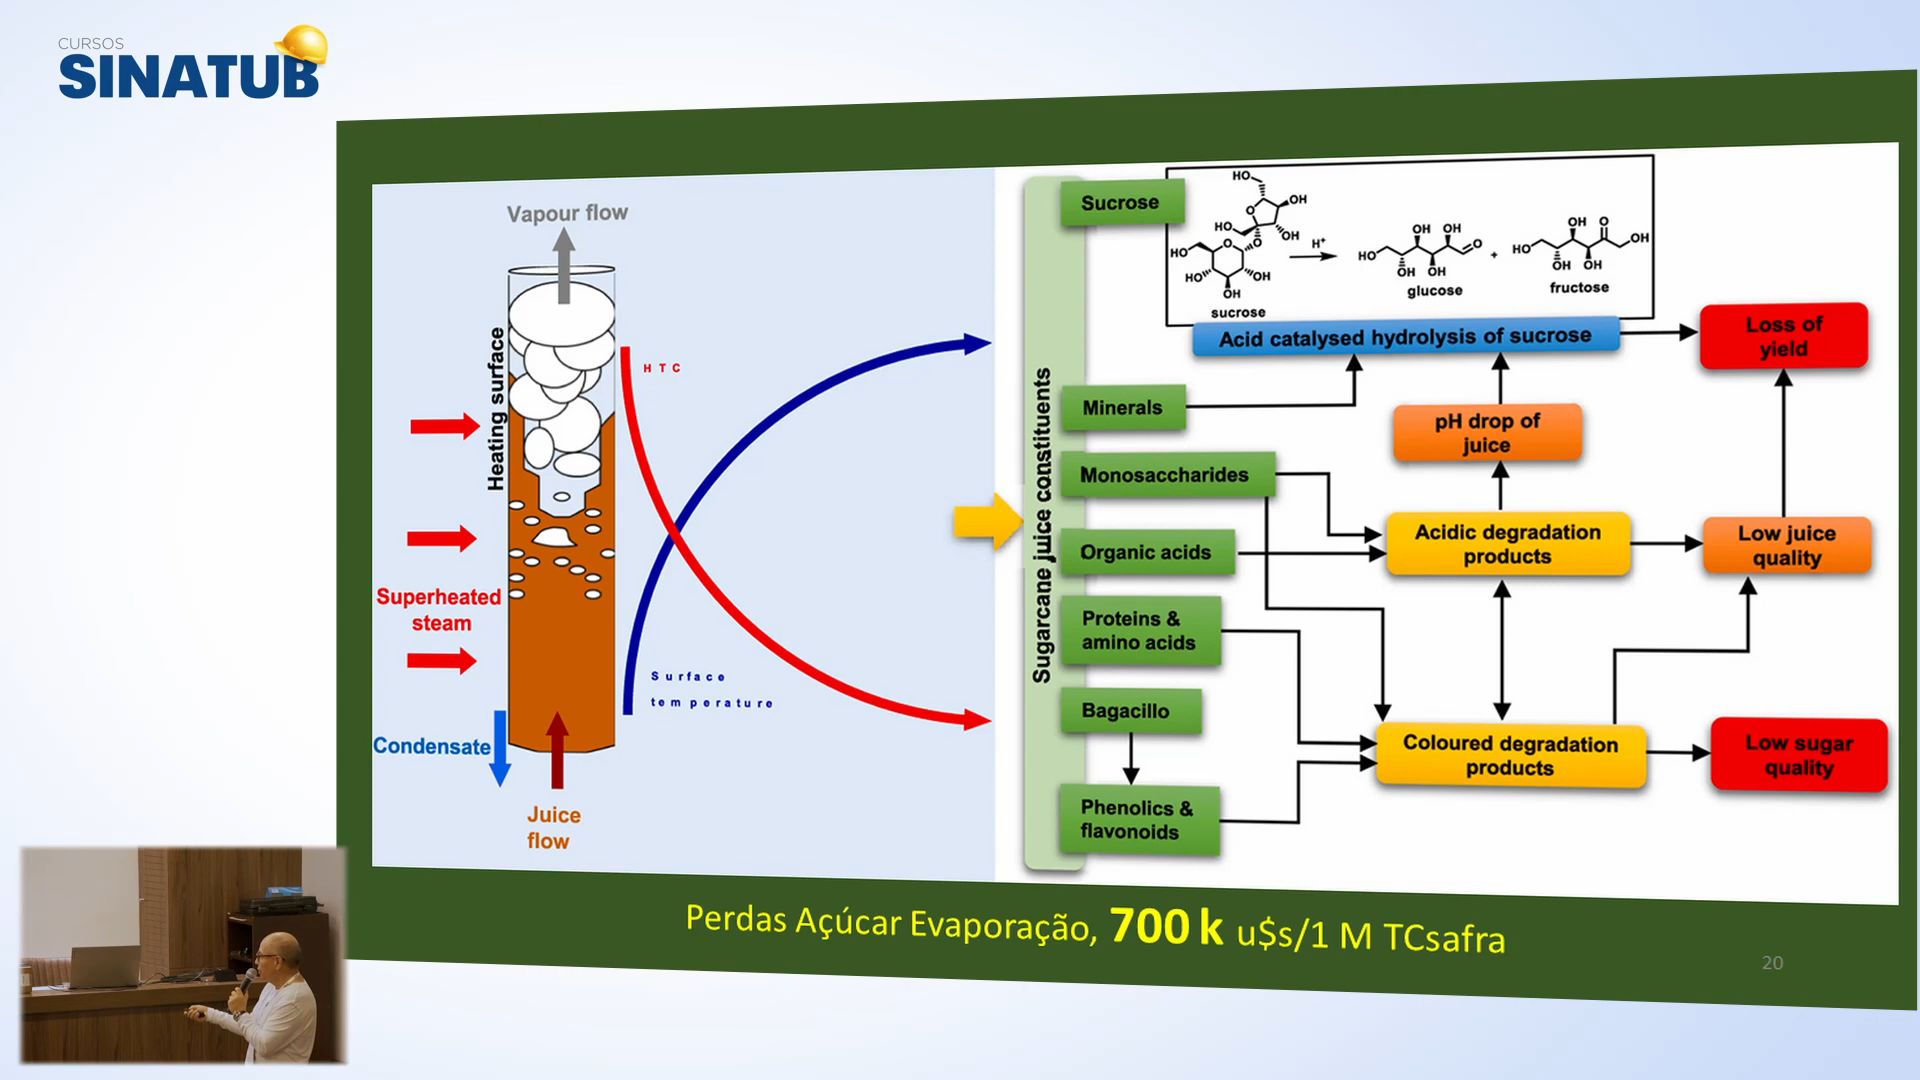 CURSOS
SINATUB
Vapour flow
Heating surface
HTC
Superheated
steam
Surface
temperature
Condensate
Juice
flow
Sugarcane juice constituents
Sucrose
HO
O
OH
HO
OH
HO
O
O
HO
OH
OH
sucrose
H+
OH
OH
HO
O
OH
OH
glucose
+
OH
O
HO
OH
OH
OH
fructose
Acid catalysed hydrolysis of sucrose
Loss of
yield
Minerals
pH drop of
juice
Monosaccharides
Organic acids
Acidic degradation
products
Low juice
quality
Proteins &
amino acids
Bagacillo
Coloured degradation
products
Low sugar
quality
Phenolics &
flavonoids
Perdas Açúcar Evaporação, 700 k u$s/1 M TCsafra
20